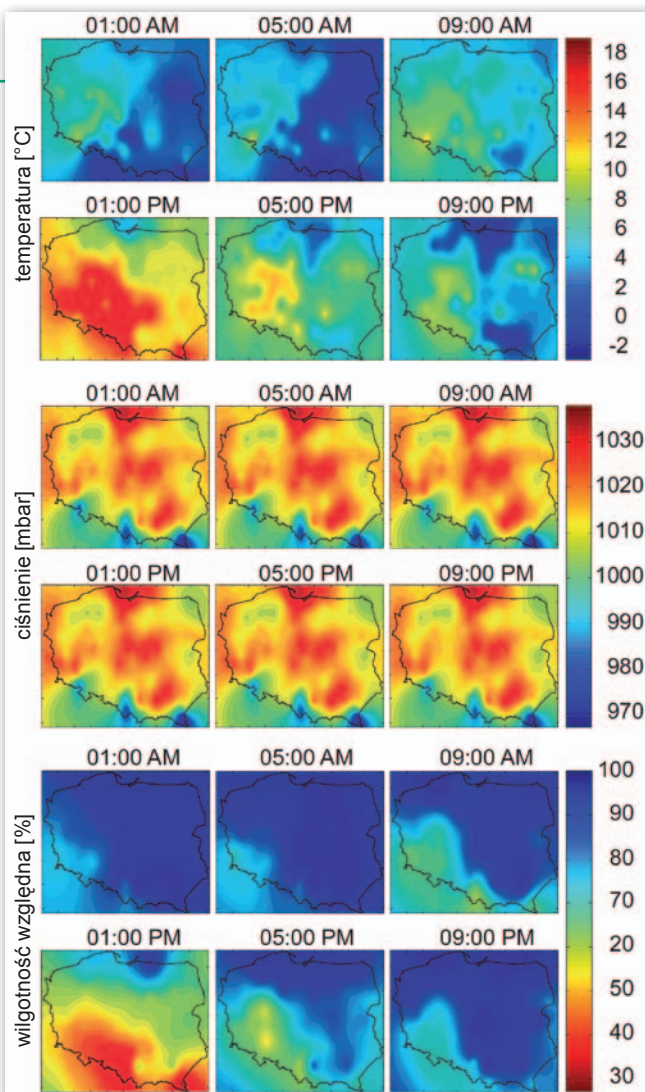 01:00 AM 05:00 AM 09:00 AM
temperatura [°C]
18
16
14
12
10
8
6
4
2
0
-2
01:00 PM 05:00 PM 09:00 PM
01:00 AM 05:00 AM 09:00 AM
ciśnienie [mbar]
1030
1020
1010
1000
990
980
970
01:00 PM 05:00 PM 09:00 PM
01:00 AM 05:00 AM 09:00 AM
wilgotność względna [%]
100
90
80
70
20
50
40
30
01:00 PM 05:00 PM 09:00 PM